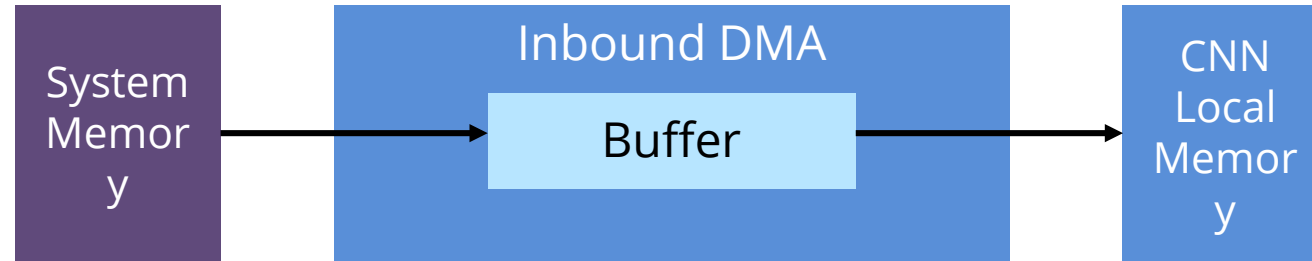 System
Memor
y
Inbound DMA
Buffer
CNN
Local
Memor
y